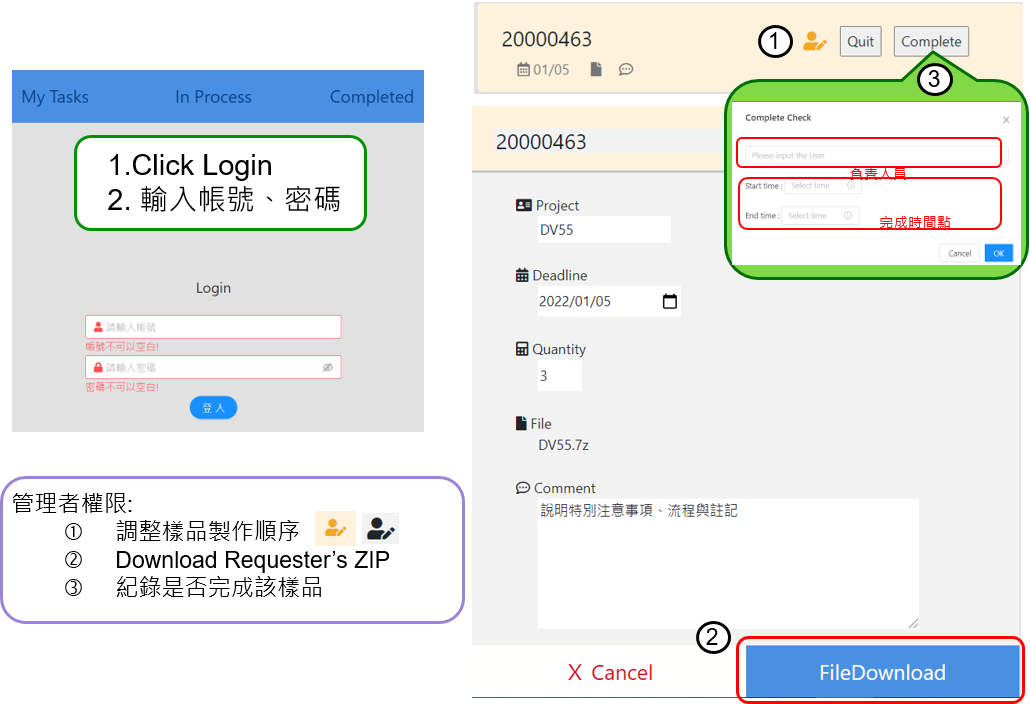 My Tasks In Process Completed
1.Click Login
2. 輸入帳號、密碼
Login
請輸入帳號
帳號不可以空白!
請輸入密碼
密碼不可以空白!
登 入
管理者權限:
① 調整樣品製作順序
② Download Requester's ZIP
③ 紀錄是否完成該樣品
20000463
01/05
① Quit Complete
③
Complete Check x
Please input the User
負責人員
Start time : Select time
End time : Select time
完成時間點
Cancel OK
20000463
Project
DV55
Deadline
2022/01/05
Quantity
3
File
DV55.7z
Comment
說明特別注意事項、流程與註記
②
X Cancel
FileDownload